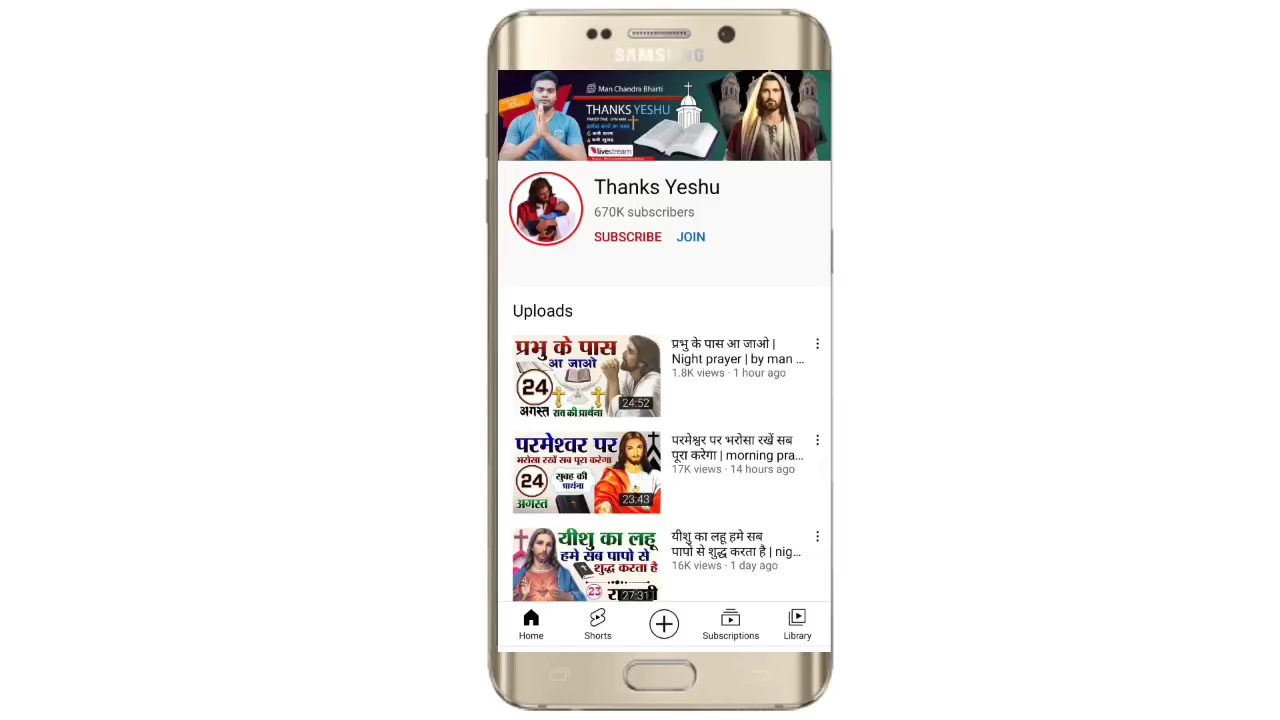 SAMSUNG
Man Chandra Bharti
THANKS YESHU
livestream
Thanks Yeshu
670K subscribers
SUBSCRIBE JOIN
Uploads
प्रभु के पास
आ जाओ
24
अगस्त रात की प्रार्थना
24:52
प्रभु के पास आ जाओ |
Night prayer | by man ...
1.8K views · 1 hour ago
परमेश्वर पर
भरोसा रखें सब पूरा करेगा
24
सुबह की
प्रार्थना
अगस्त
23:43
परमेश्वर पर भरोसा रखें सब
पूरा करेगा | morning pra...
17K views · 14 hours ago
यीशु का लहू
हमे सब पापो से
शुद्ध करता है
23
27:31
यीशु का लहू हमे सब
पापो से शुद्ध करता है | nig...
16K views · 1 day ago
Home Shorts Subscriptions Library